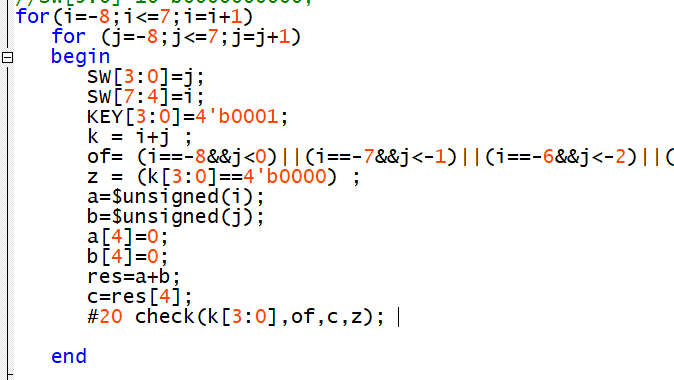 for(i=-8;i<=7;i=i+1)
for (j=-8;j<=7;j=j+1)
begin
SW[3:0]=j;
SW[7:4]=i;
KEY[3:0]=4'b0001;
k = i+j ;
of= (i==-8&&j<0)||(i==-7&&j<-1)||(i==-6&&j<-2)||(
z = (k[3:0]==4'b0000) ;
a=$unsigned(i);
b=$unsigned(j);
a[4]=0;
b[4]=0;
res=a+b;
c=res[4];
#20 check(k[3:0],of,c,z);
end